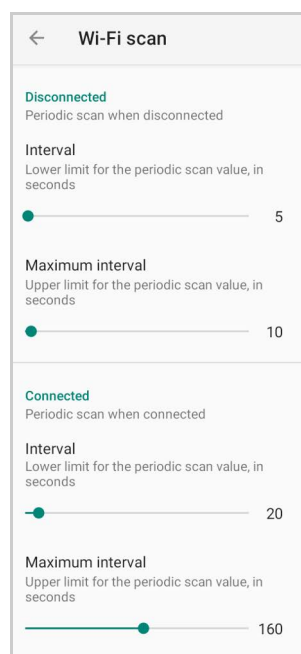 Wi-Fi scan
Disconnected
Periodic scan when disconnected
Interval
Lower limit for the periodic scan value, in
seconds
5
Maximum interval
Upper limit for the periodic scan value, in
seconds
10
Connected
Periodic scan when connected
Interval
Lower limit for the periodic scan value, in
seconds
20
Maximum interval
Upper limit for the periodic scan value, in
seconds
160